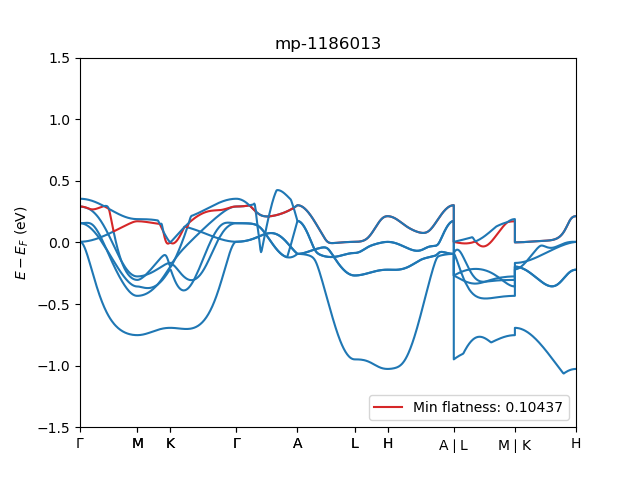 mp-1186013
E − E_F (eV)
1.5
1.0
0.5
0.0
−0.5
−1.0
−1.5
Min flatness: 0.10437
Γ M K Γ A L H A | L M | K H